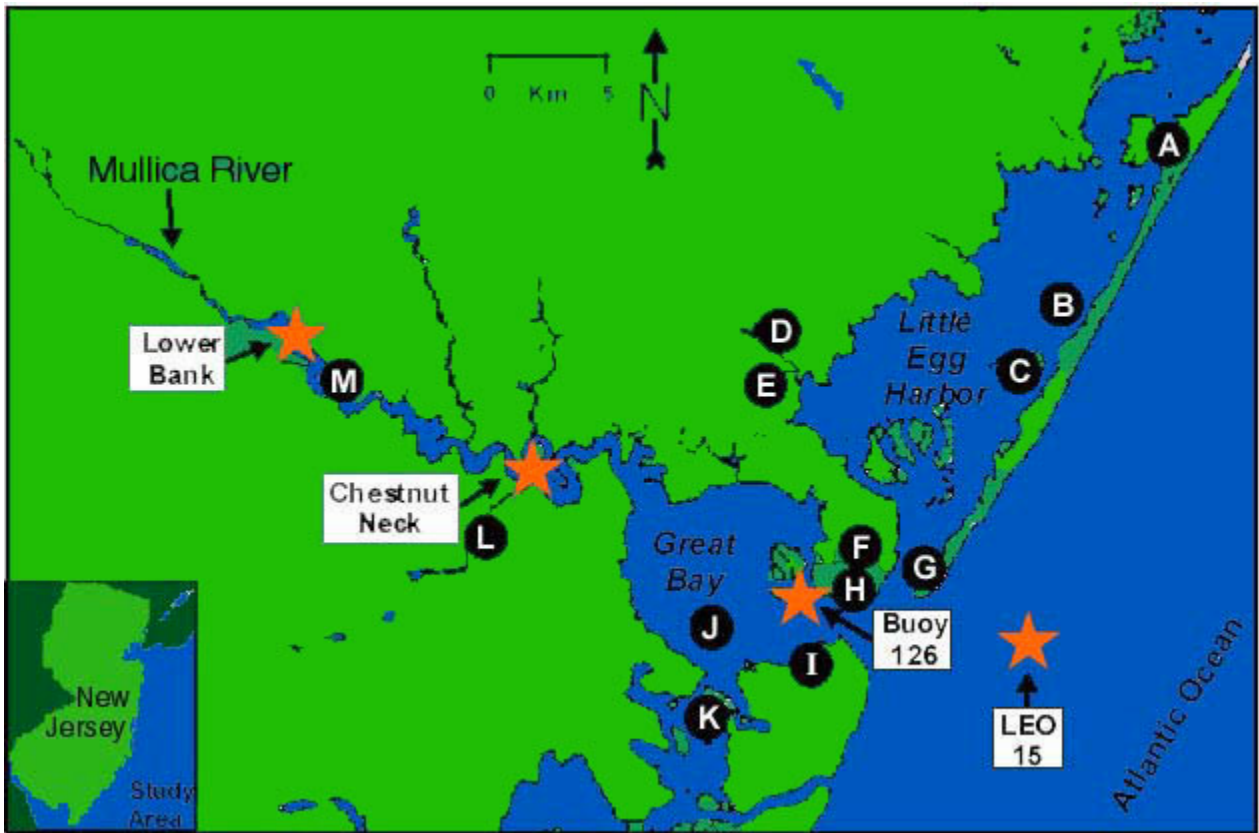 0 Km 5
N
A
Mullica River
B
Little
Egg
Harbor
D
C
Lower
Bank
M
E
Chestnut
Neck
L
Great
Bay
F
G
H
Buoy
126
J
I
K
LEO
15
Atlantic Ocean
New
Jersey
Study
Area